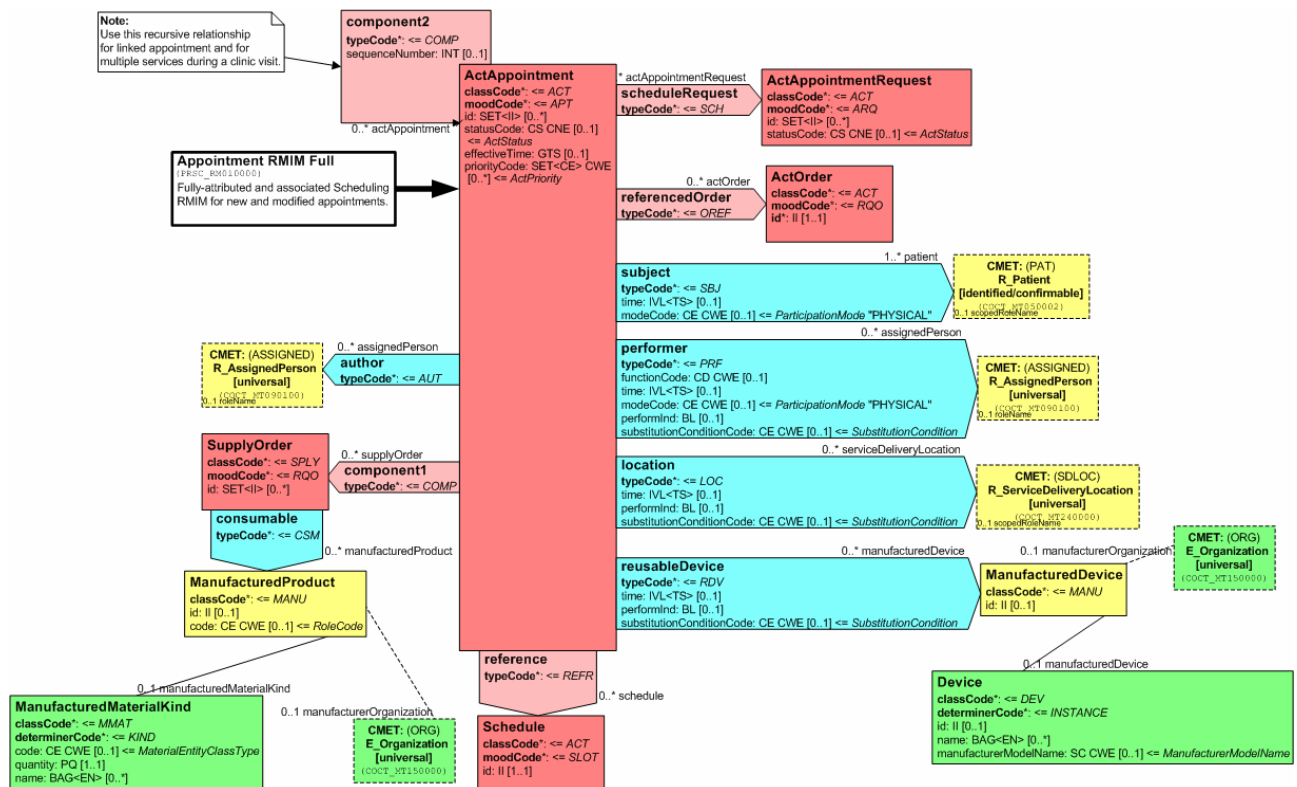 Note:
Use this recursive relationship
for linked appointment and for
multiple services during a clinic visit.
component2
typeCode*: <= COMP
sequenceNumber: INT [0..1]
0..* actAppointment
ActAppointment
classCode*: <= ACT
moodCode*: <= APT
id: SET<II> [0..*]
statusCode: CS CNE [0..1]
<= ActStatus
effectiveTime: GTS [0..1]
priorityCode: SET<CE> CWE
[0..*] <= ActPriority
* actAppointmentRequest
scheduleRequest
typeCode*: <= SCH
ActAppointmentRequest
classCode*: <= ACT
moodCode*: <= ARQ
id: SET<II> [0..*]
statusCode: CS CNE [0..1] <= ActStatus
Appointment RMIM Full
(PRSC_RM010000)
Fully-attributed and associated Scheduling
RMIM for new and modified appointments.
0..* actOrder
referencedOrder
typeCode*: <= OREF
ActOrder
classCode*: <= ACT
moodCode*: <= RQO
id*: II [1..1]
1..* patient
subject
typeCode*: <= SBJ
time: IVL<TS> [0..1]
modeCode: CE CWE [0..1] <= ParticipationMode "PHYSICAL"
CMET: (PAT)
R_Patient
[identified/confirmable]
(COCT_MT050002)
0..1 scopedRoleName
0..* assignedPerson
author
typeCode*: <= AUT
CMET: (ASSIGNED)
R_AssignedPerson
[universal]
(COCT_MT090100)
0..1 roleName
0..* assignedPerson
performer
typeCode*: <= PRF
functionCode: CD CWE [0..1]
time: IVL<TS> [0..1]
modeCode: CE CWE [0..1] <= ParticipationMode "PHYSICAL"
performInd: BL [0..1]
substitutionConditionCode: CE CWE [0..1] <= SubstitutionCondition
CMET: (ASSIGNED)
R_AssignedPerson
[universal]
(COCT_MT090100)
0..1 roleName
SupplyOrder
classCode*: <= SPLY
moodCode*: <= RQO
id: SET<II> [0..*]
0..* supplyOrder
component1
typeCode*: <= COMP
0..* serviceDeliveryLocation
location
typeCode*: <= LOC
time: IVL<TS> [0..1]
performInd: BL [0..1]
substitutionConditionCode: CE CWE [0..1] <= SubstitutionCondition
CMET: (SDLOC)
R_ServiceDeliveryLocation
[universal]
(COCT_MT240000)
0..1 scopedRoleName
consumable
typeCode*: <= CSM
0..* manufacturedProduct
ManufacturedProduct
classCode*: <= MANU
id: II [0..1]
code: CE CWE [0..1] <= RoleCode
0..* manufacturedDevice
reusableDevice
typeCode*: <= RDV
time: IVL<TS> [0..1]
performInd: BL [0..1]
substitutionConditionCode: CE CWE [0..1] <= SubstitutionCondition
ManufacturedDevice
classCode*: <= MANU
id: II [0..1]
0..1 manufacturerOrganization
CMET: (ORG)
E_Organization
[universal]
(COCT_MT150000)
reference
typeCode*: <= REFR
0..* schedule
0..1 manufacturedDevice
0..1 manufacturedMaterialKind
ManufacturedMaterialKind
classCode*: <= MMAT
determinerCode*: <= KIND
code: CE CWE [0..1] <= MaterialEntityClassType
quantity: PQ [1..1]
name: BAG<EN> [0..*]
0..1 manufacturerOrganization
CMET: (ORG)
E_Organization
[universal]
(COCT_MT150000)
Schedule
classCode*: <= ACT
moodCode*: <= SLOT
id: II [1..1]
Device
classCode*: <= DEV
determinerCode*: <= INSTANCE
id: II [0..1]
name: BAG<EN> [0..*]
manufacturerModelName: SC CWE [0..1] <= ManufacturerModelName